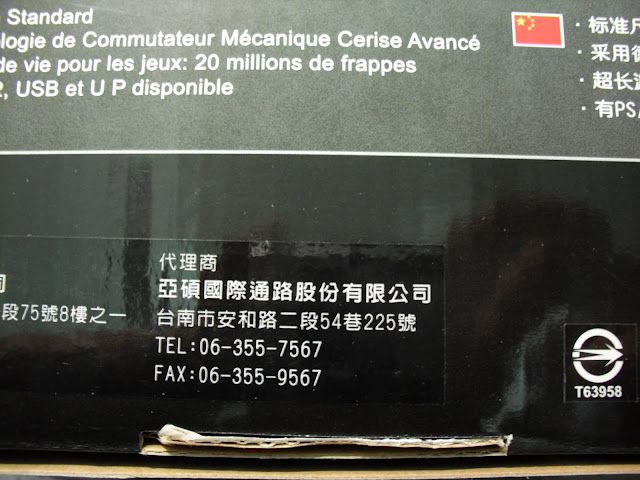 Standard
ologie de Commutateur Mécanique Cerise Avancé
de vie pour les jeux: 20 millions de frappes
2, USB et U P disponible
· 标准尺
· 采用德
· 超长
· 有PS/
司
段75號8樓之一
代理商
亞碩國際通路股份有限公司
台南市安和路二段54巷225號
TEL:06-355-7567
FAX:06-355-9567
T63958